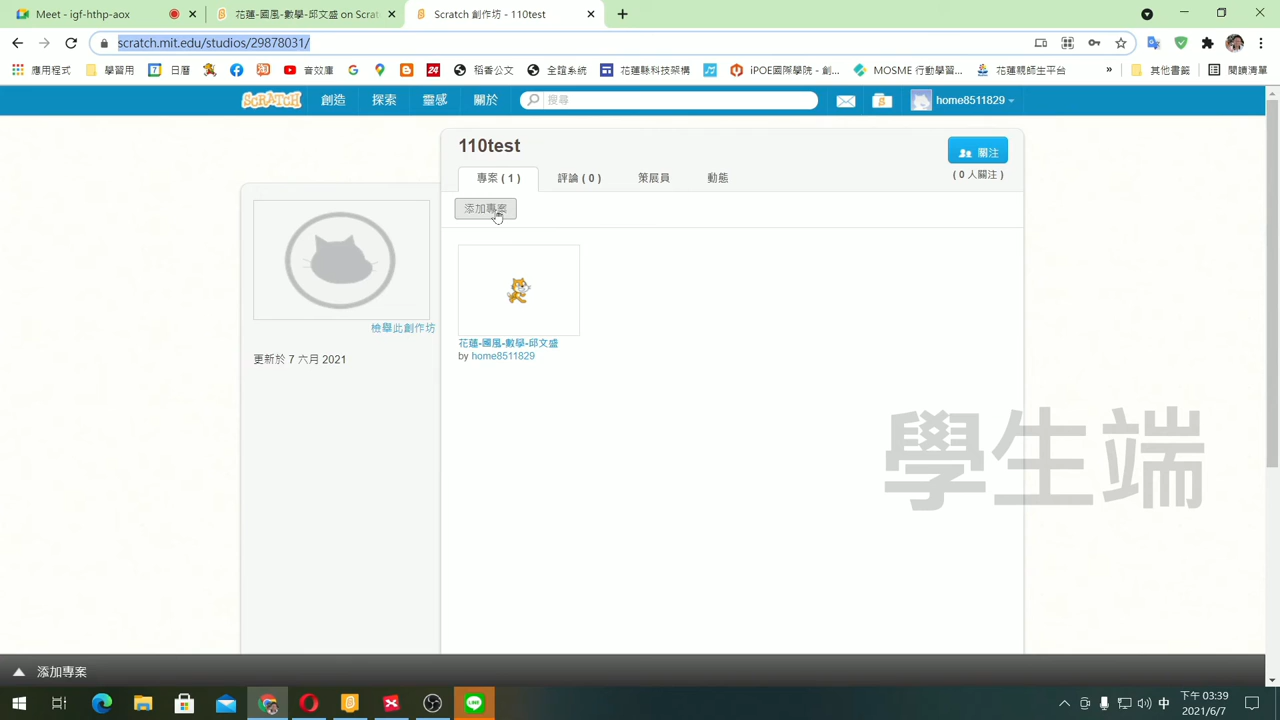 Meet - igf-hthp-aox
花蓮-國風-數學-邱文盛 on Scrat
Scratch 創作坊 - 110test
scratch.mit.edu/studios/29878031/
應用程式 學習用 日曆 音效庫 稻香公文 全誼系統 花蓮縣科技架構 iPOE國際學院 - 創... MOSME 行動學習... 花蓮親師生平台 » 其他書籤 閱讀清單
SCRATCH 創造 探索 靈感 關於 搜尋 home8511829
110test
關注
( 0 人關注 )
專案 ( 1 ) 評論 ( 0 ) 策展員 動態
添加專案
花蓮-國風-數學-邱文盛
by home8511829
檢舉此創作坊
更新於 7 六月 2021
學生端
添加專案
中 下午 03:39
2021/6/7